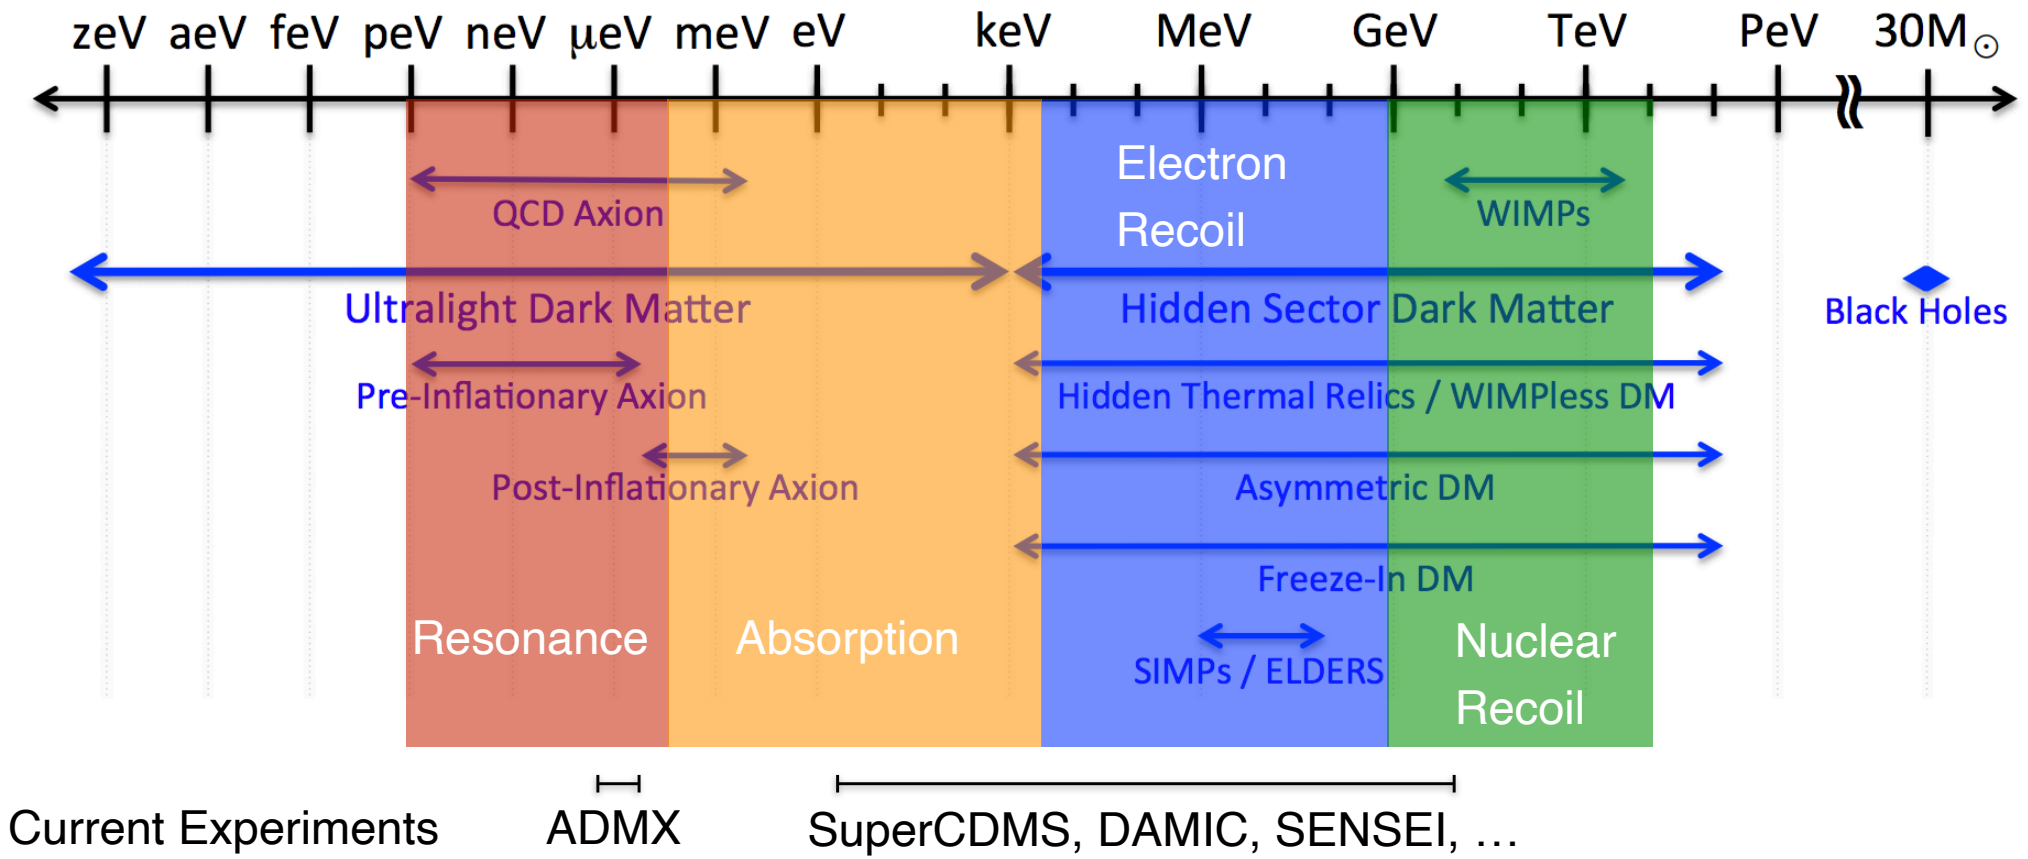 zeV aeV feV peV neV μeV meV eV keV MeV GeV TeV PeV 30M☉
Electron
Recoil
QCD Axion
WIMPs
Ultralight Dark Matter
Hidden Sector Dark Matter
Black Holes
Pre-Inflationary Axion
Hidden Thermal Relics / WIMPless DM
Post-Inflationary Axion
Asymmetric DM
Freeze-In DM
Resonance
Absorption
SIMPs / ELDERS
Nuclear
Recoil
Current Experiments
ADMX
SuperCDMS, DAMIC, SENSEI, …